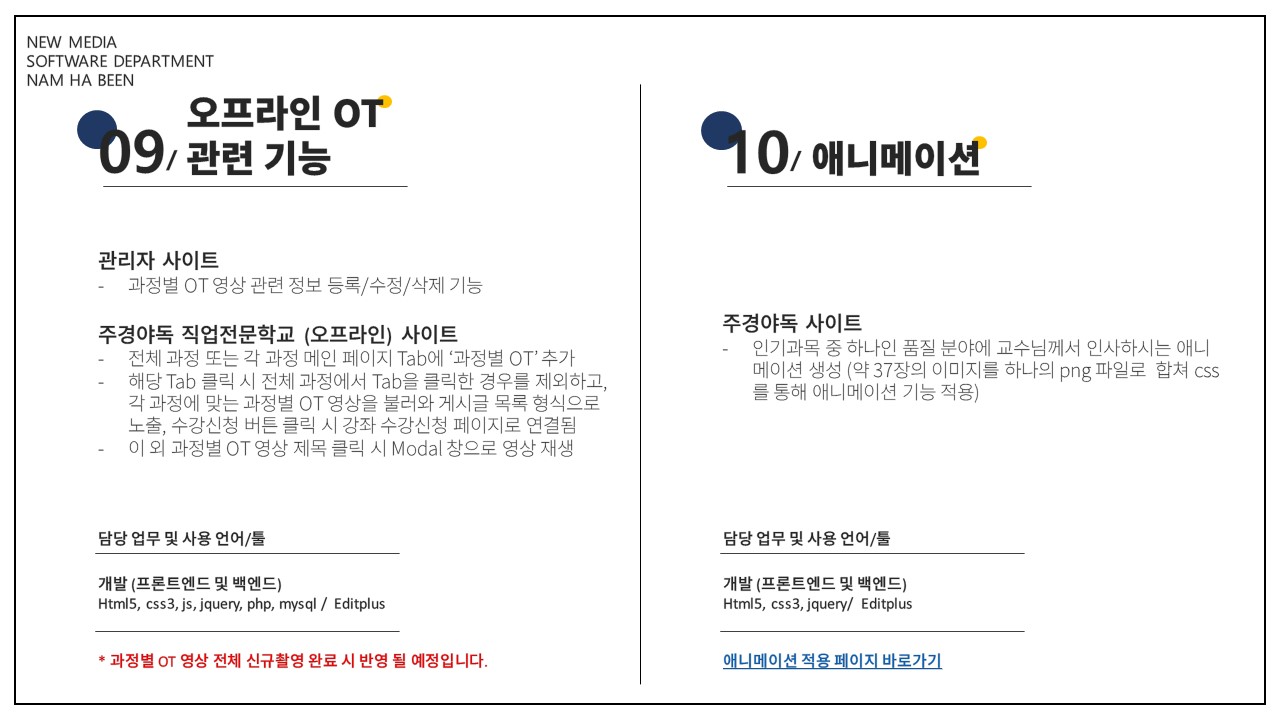 NEW MEDIA
SOFTWARE DEPARTMENT
NAM HA BEEN
09/ 오프라인 OT
관련 기능
관리자 사이트
- 과정별 OT 영상 관련 정보 등록/수정/삭제 기능
주경야독 직업전문학교 (오프라인) 사이트
- 전체 과정 또는 각 과정 메인 페이지 Tab에 ‘과정별 OT’ 추가
- 해당 Tab 클릭 시 전체 과정에서 Tab을 클릭한 경우를 제외하고,
각 과정에 맞는 과정별 OT 영상을 불러와 게시글 목록 형식으로
노출, 수강신청 버튼 클릭 시 강좌 수강신청 페이지로 연결됨
- 이 외 과정별 OT 영상 제목 클릭 시 Modal 창으로 영상 재생
담당 업무 및 사용 언어/툴
개발 (프론트엔드 및 백엔드)
Html5, css3, js, jquery, php, mysql / Editplus
* 과정별 OT 영상 전체 신규촬영 완료 시 반영 될 예정입니다.
10/ 애니메이션
주경야독 사이트
- 인기과목 중 하나인 품질 분야에 교수님께서 인사하시는 애니
메이션 생성 (약 37장의 이미지를 하나의 png 파일로 합쳐 css
를 통해 애니메이션 기능 적용)
담당 업무 및 사용 언어/툴
개발 (프론트엔드 및 백엔드)
Html5, css3, jquery/ Editplus
애니메이션 적용 페이지 바로가기